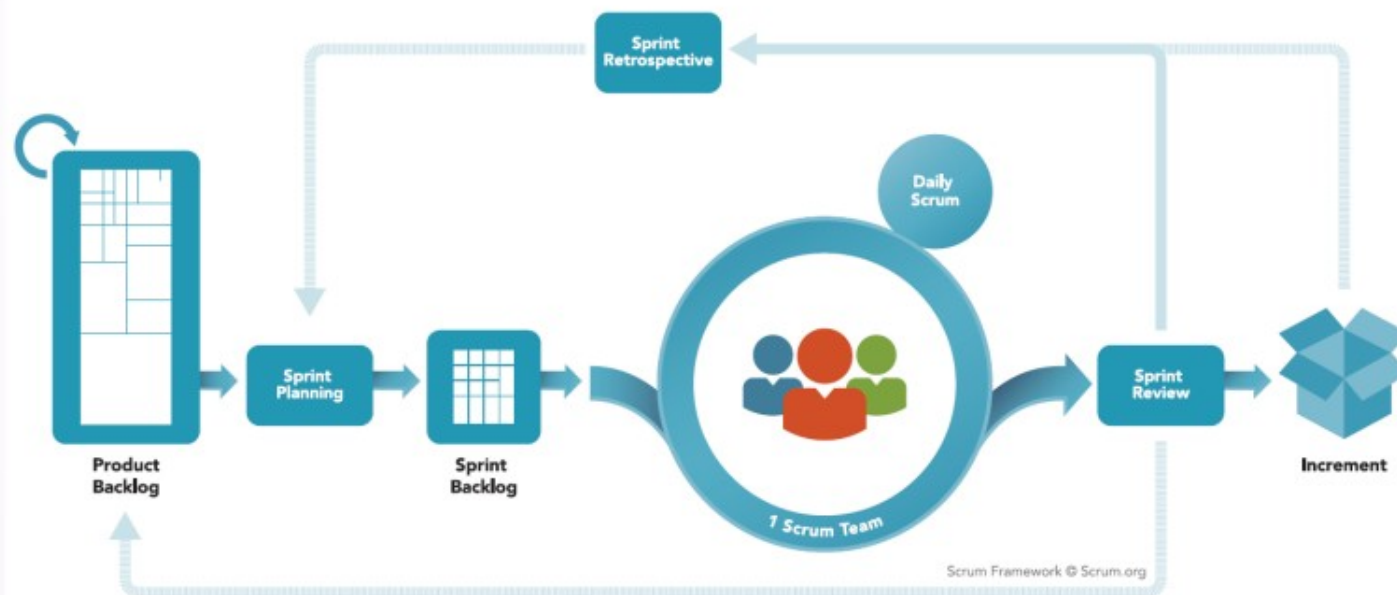 Sprint
Retrospective
Daily
Scrum
Sprint
Planning
Sprint
Review
Product
Backlog
Sprint
Backlog
Increment
1 Scrum Team
Scrum Framework © Scrum.org